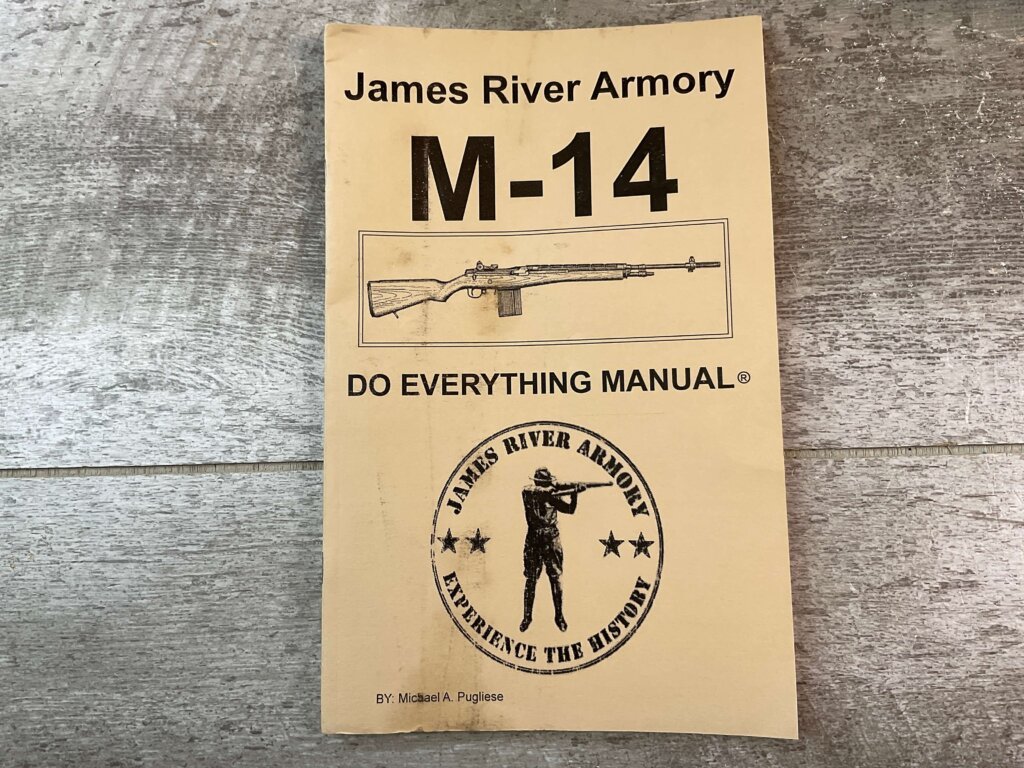 James River Armory
M-14
DO EVERYTHING MANUAL®
JAMES RIVER ARMORY
EXPERIENCE THE HISTORY
BY: Michael A. Pugliese